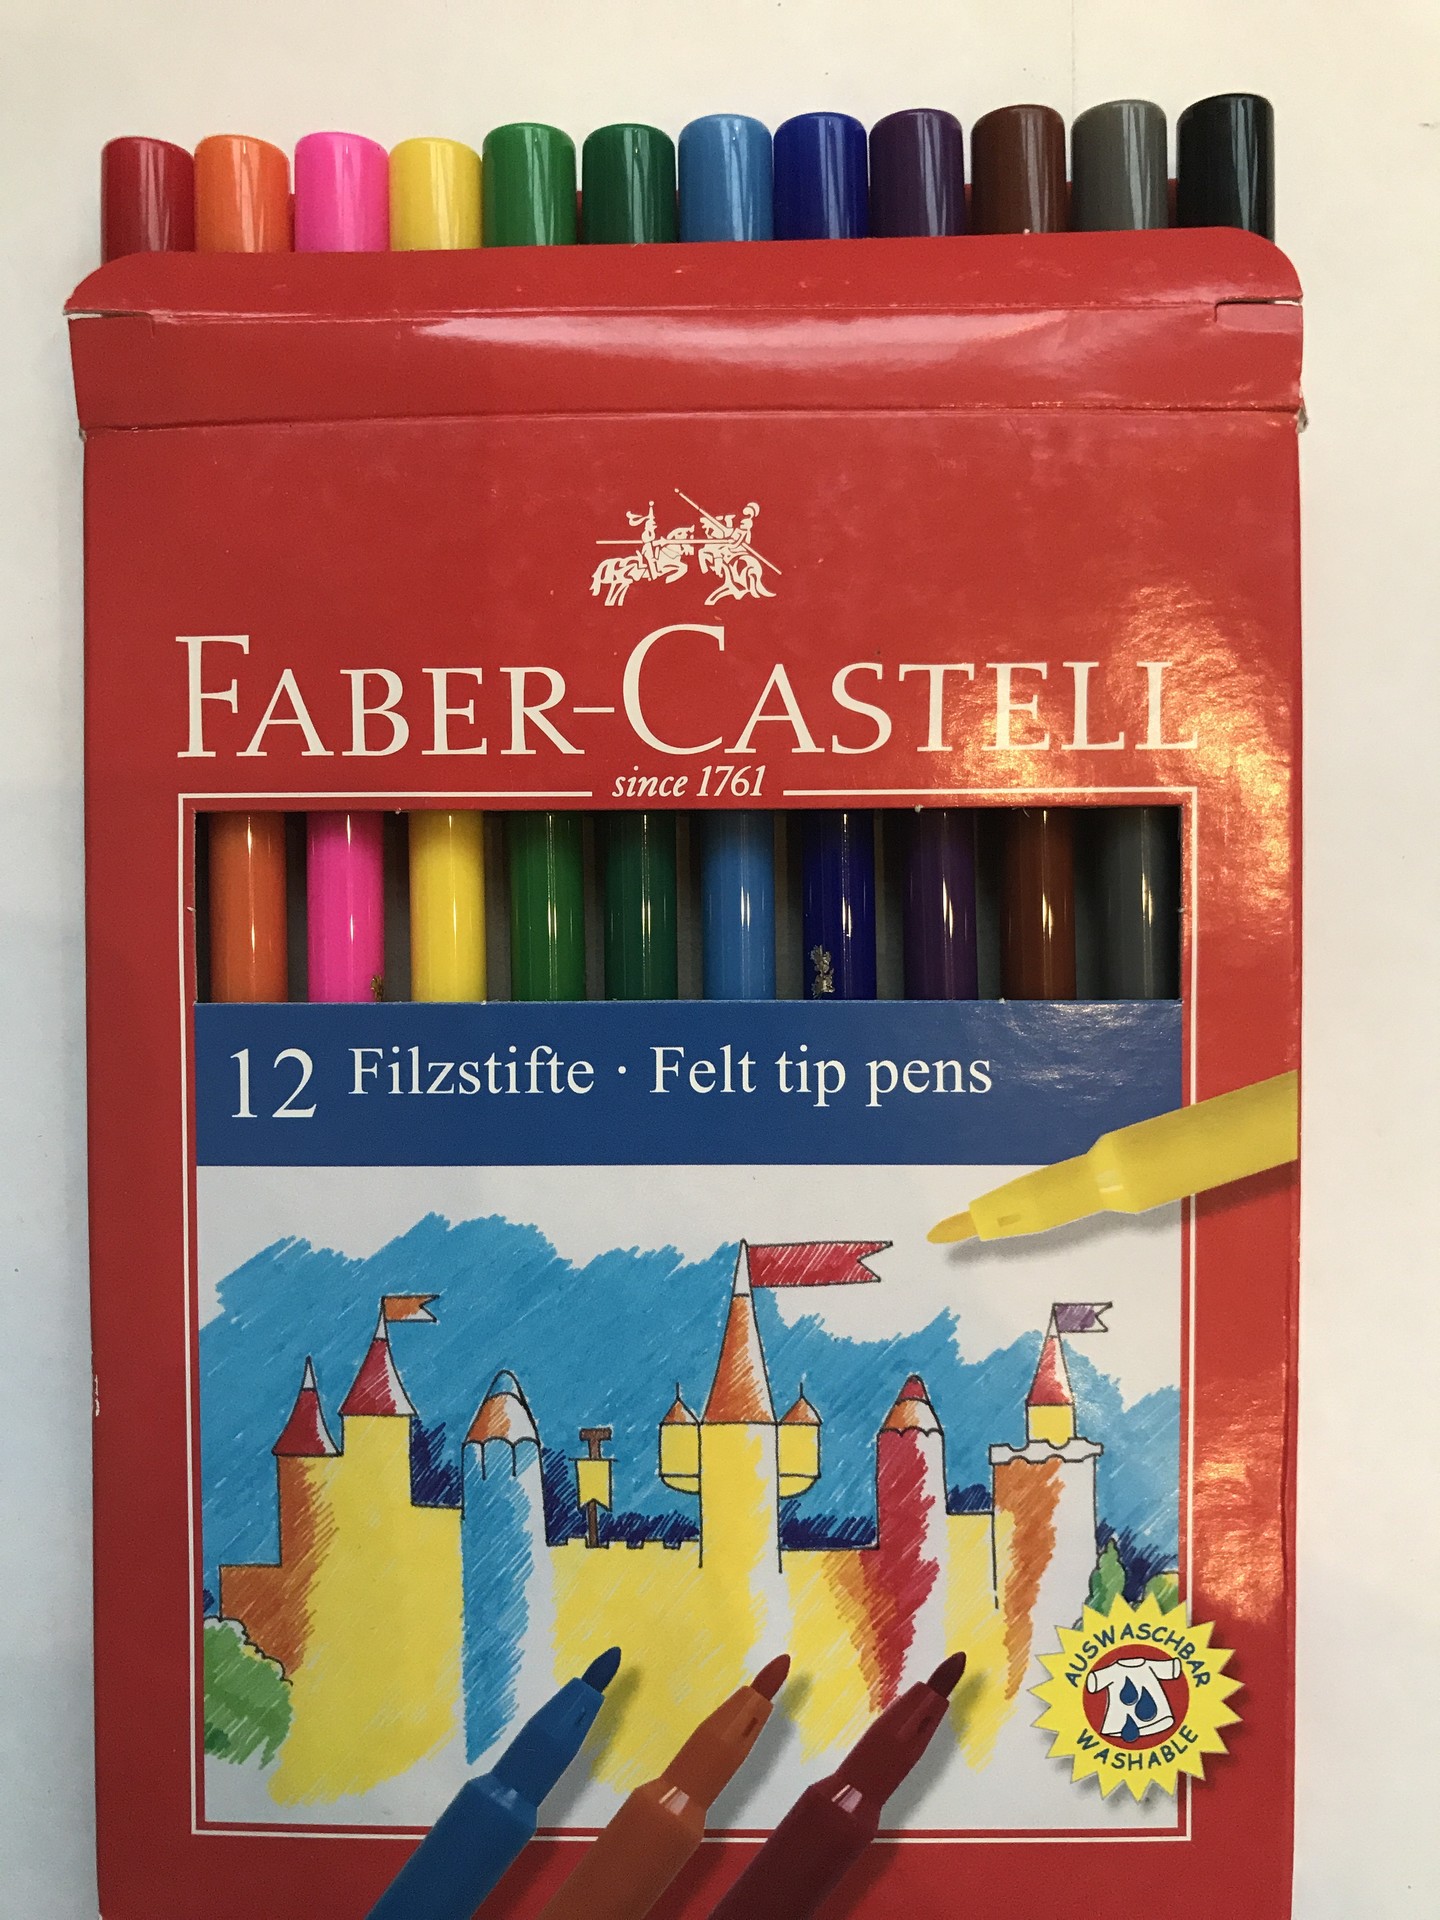 FABER-CASTELL
since 1761
12 Filzstifte · Felt tip pens
AUSWASCHBAR
WASHABLE